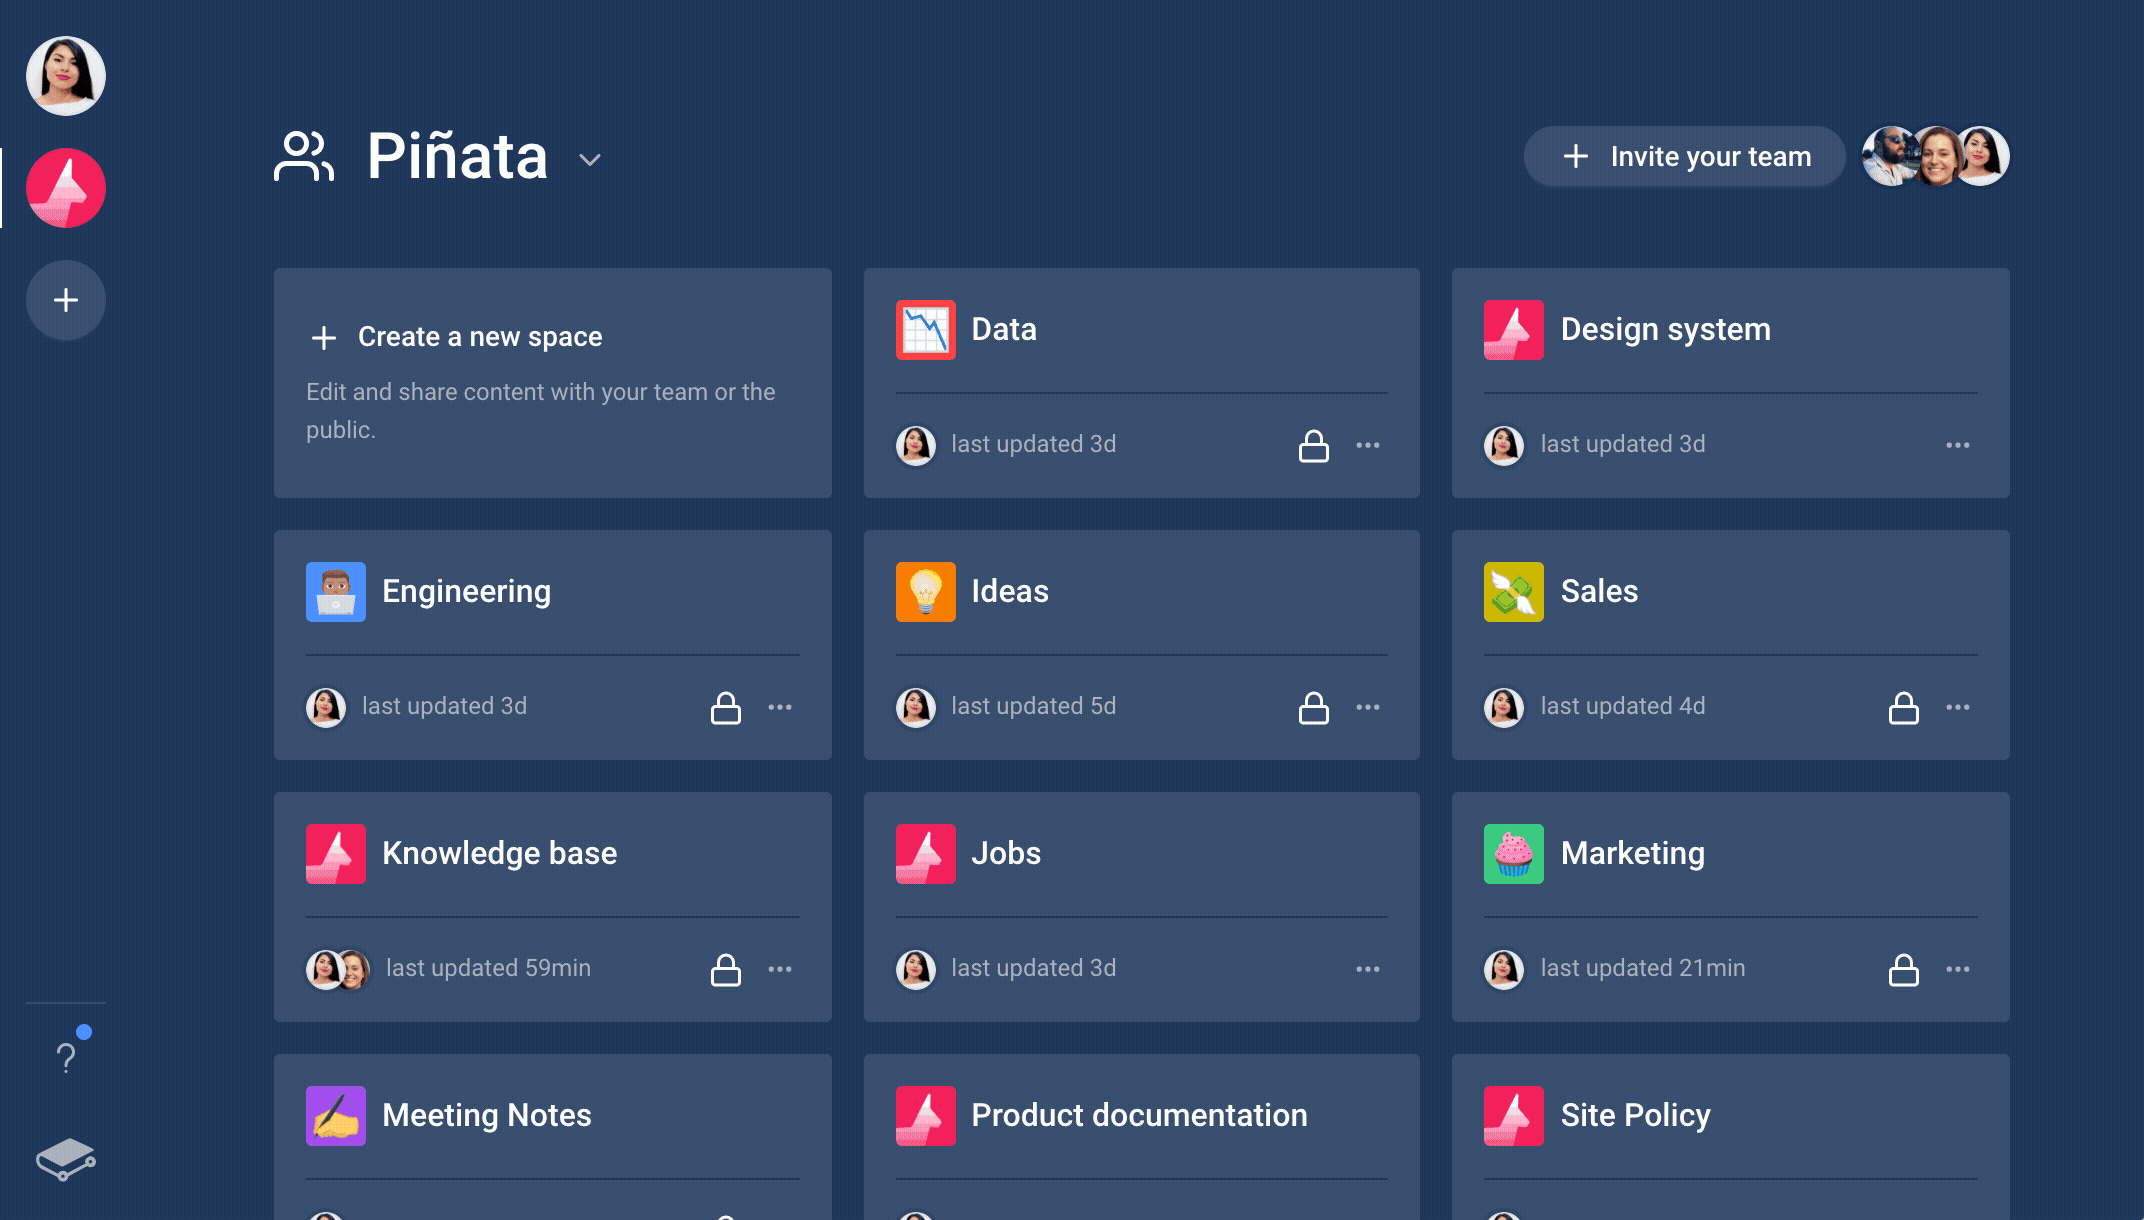 Piñata
Invite your team
Create a new space
Edit and share content with your team or the
public.
Data
last updated 3d
Design system
last updated 3d
Engineering
last updated 3d
Ideas
last updated 5d
Sales
last updated 4d
Knowledge base
last updated 59min
Jobs
last updated 3d
Marketing
last updated 21min
?
Meeting Notes
Product documentation
Site Policy